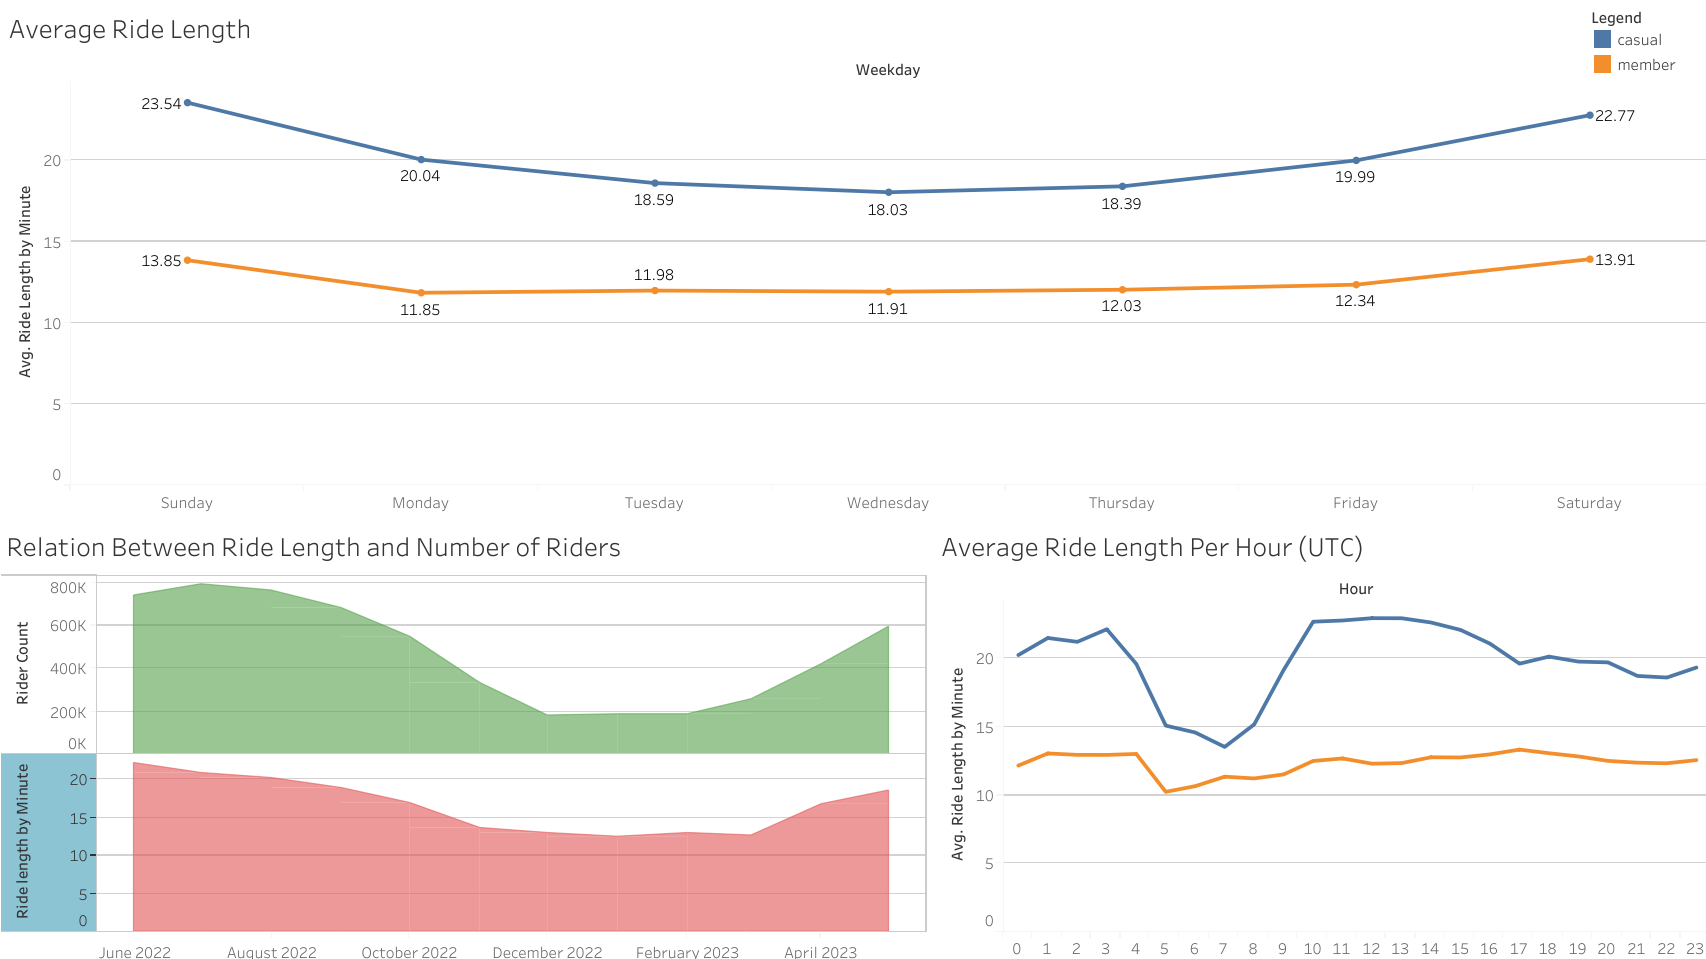 Average Ride Length
Legend
casual
member
Weekday
Avg. Ride Length by Minute
20
15
10
5
0
23.54
20.04
18.59
18.03
18.39
19.99
22.77
13.85
11.85
11.98
11.91
12.03
12.34
13.91
Sunday Monday Tuesday Wednesday Thursday Friday Saturday
Relation Between Ride Length and Number of Riders
Rider Count
800K
600K
400K
200K
0K
Ride length by Minute
20
15
10
5
0
June 2022 August 2022 October 2022 December 2022 February 2023 April 2023
Average Ride Length Per Hour (UTC)
Hour
Avg. Ride Length by Minute
20
15
10
5
0
0 1 2 3 4 5 6 7 8 9 10 11 12 13 14 15 16 17 18 19 20 21 22 23